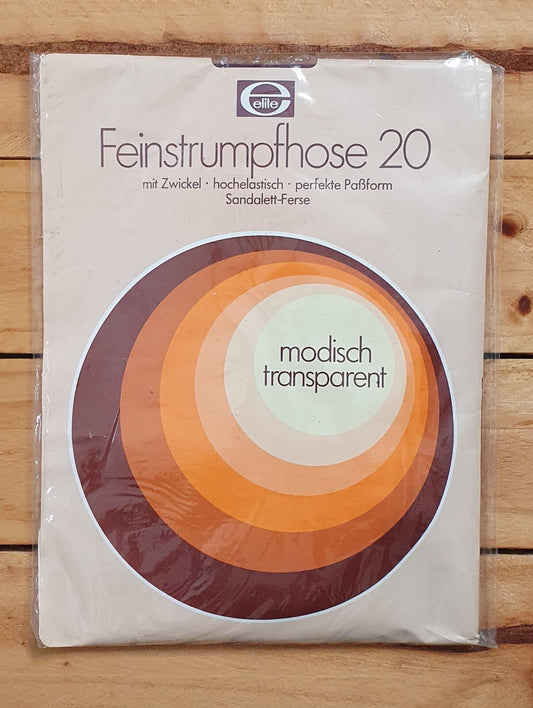 elite
Feinstrumpfhose 20
mit Zwickel · hochelastisch · perfekte Paßform
Sandalett-Ferse
modisch
transparent